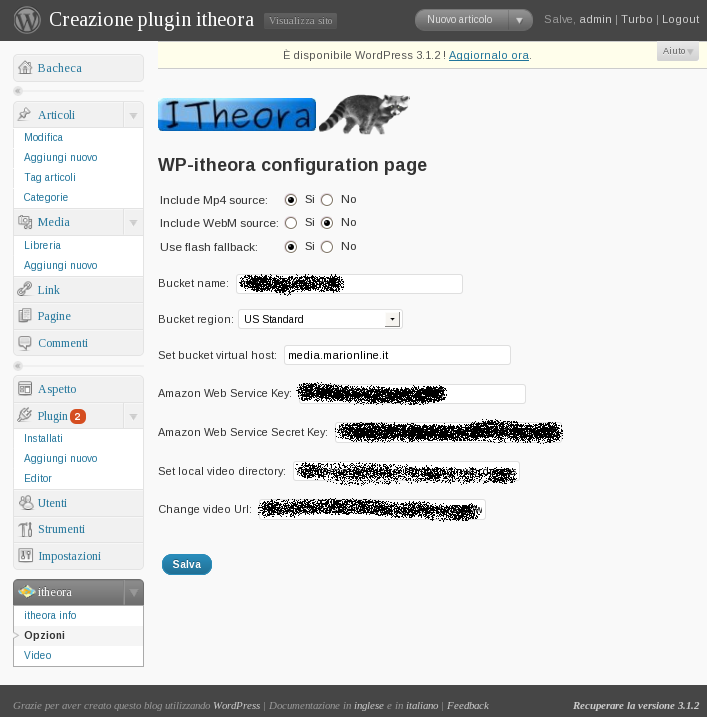 Creazione plugin itheora Visualizza sito Nuovo articolo Salve, admin | Turbo | Logout
È disponibile WordPress 3.1.2 ! Aggiornalo ora. Aiuto
Bacheca
Articoli
Modifica
Aggiungi nuovo
Tag articoli
Categorie
Media
Libreria
Aggiungi nuovo
Link
Pagine
Commenti
Aspetto
Plugin 2
Installati
Aggiungi nuovo
Editor
Utenti
Strumenti
Impostazioni
itheora
itheora info
Opzioni
Video
ITheora
WP-itheora configuration page
Include Mp4 source: Si No
Include WebM source: Si No
Use flash fallback: Si No
Bucket name:
Bucket region: US Standard
Set bucket virtual host: media.marionline.it
Amazon Web Service Key:
Amazon Web Service Secret Key:
Set local video directory:
Change video Url:
Salva
Grazie per aver creato questo blog utilizzando WordPress | Documentazione in inglese e in italiano | Feedback Recuperare la versione 3.1.2